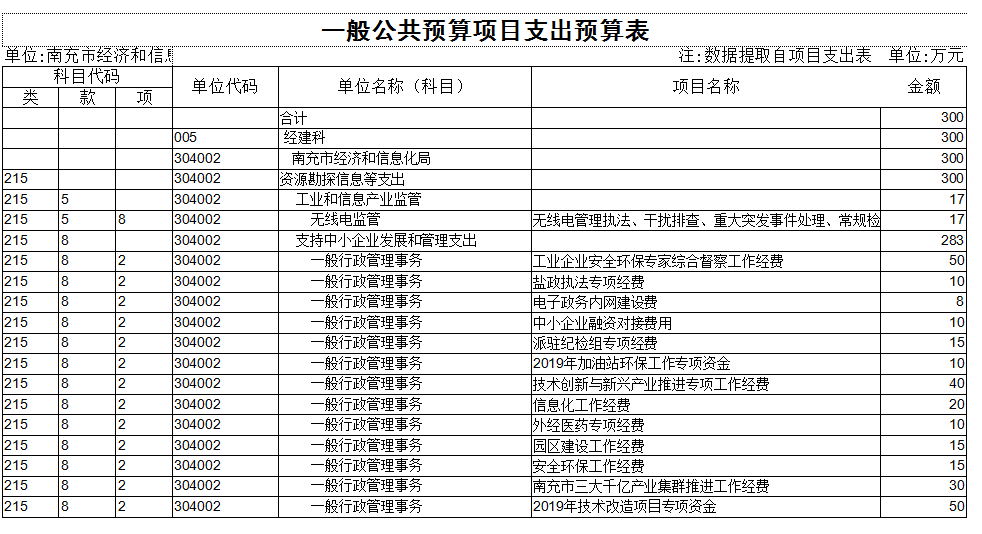 一般公共预算项目支出预算表
单位:南充市经济和信 注:数据提取自项目支出表 单位:万元
科目代码 单位代码 单位名称（科目） 项目名称 金额
类 款 项
合计 300
005 经建科 300
304002 南充市经济和信息化局 300
215 304002 资源勘探信息等支出 300
215 5 304002 工业和信息产业监管 17
215 5 8 304002 无线电监管 无线电管理执法、干扰排查、重大突发事件处理、常规检 17
215 8 304002 支持中小企业发展和管理支出 283
215 8 2 304002 一般行政管理事务 工业企业安全环保专家综合督察工作经费 50
215 8 2 304002 一般行政管理事务 盐政执法专项经费 10
215 8 2 304002 一般行政管理事务 电子政务内网建设费 8
215 8 2 304002 一般行政管理事务 中小企业融资对接费用 10
215 8 2 304002 一般行政管理事务 派驻纪检组专项经费 15
215 8 2 304002 一般行政管理事务 2019年加油站环保工作专项资金 10
215 8 2 304002 一般行政管理事务 技术创新与新兴产业推进专项工作经费 40
215 8 2 304002 一般行政管理事务 信息化工作经费 20
215 8 2 304002 一般行政管理事务 外经医药专项经费 10
215 8 2 304002 一般行政管理事务 园区建设工作经费 15
215 8 2 304002 一般行政管理事务 安全环保工作经费 15
215 8 2 304002 一般行政管理事务 南充市三大千亿产业集群推进工作经费 30
215 8 2 304002 一般行政管理事务 2019年技术改造项目专项资金 50